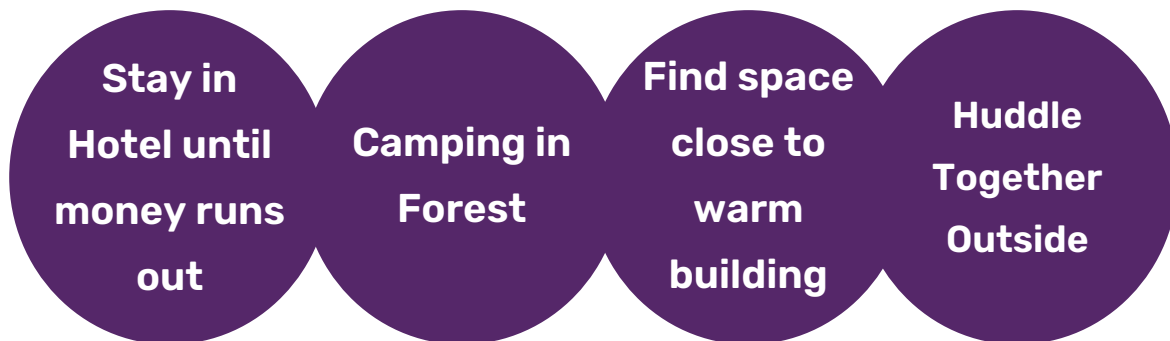 Stay in
Hotel until
money runs
out
Camping in
Forest
Find space
close to
warm
building
Huddle
Together
Outside